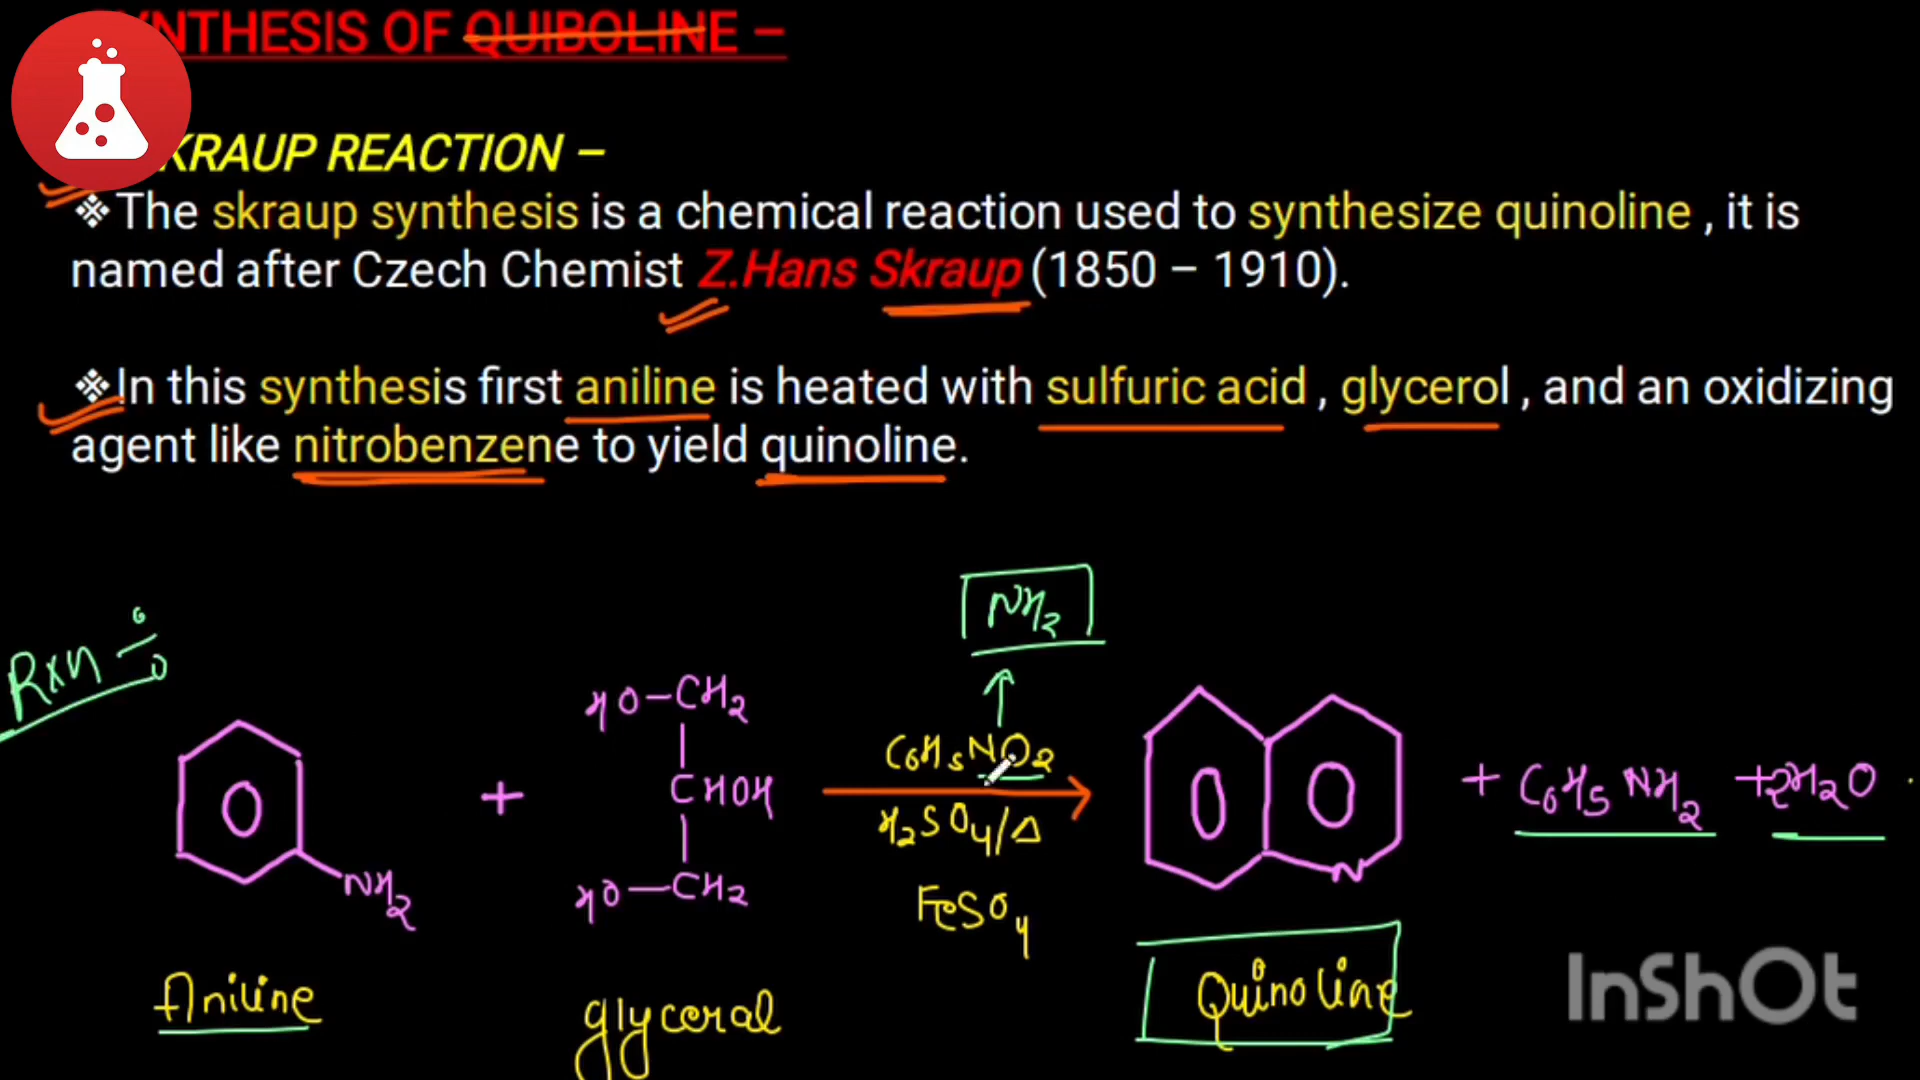 NTHESIS OF QUIBOLINE –
KRAUP REACTION –
❖The skraup synthesis is a chemical reaction used to synthesize quinoline , it is
named after Czech Chemist Z.Hans Skraup (1850 – 1910).
❖In this synthesis first aniline is heated with sulfuric acid , glycerol , and an oxidizing
agent like nitrobenzene to yield quinoline.
Rxn
NH2
HO–CH2
C6H5NO2
+
CHOH
+ C6H5 NH2 + 2H2O
H2SO4/Δ
NH2
HO–CH2
FeSO4
N
Aniline
glyceral
Quinoline
InShOt